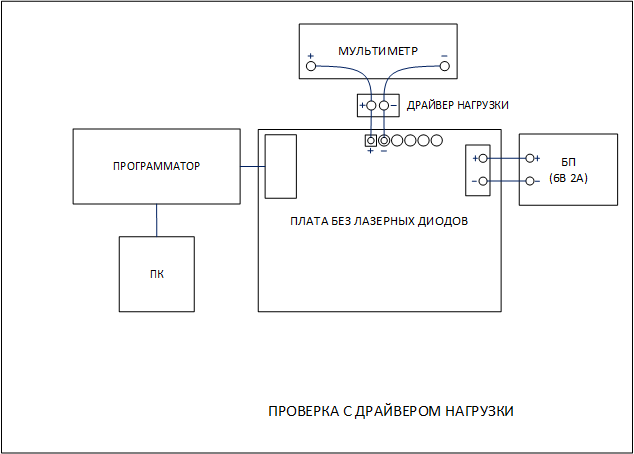 МУЛЬТИМЕТР
+ −
+ − ДРАЙВЕР НАГРУЗКИ
+ −
ПРОГРАММАТОР
+ + БП
− − (6В 2А)
ПЛАТА БЕЗ ЛАЗЕРНЫХ ДИОДОВ
ПК
ПРОВЕРКА С ДРАЙВЕРОМ НАГРУЗКИ